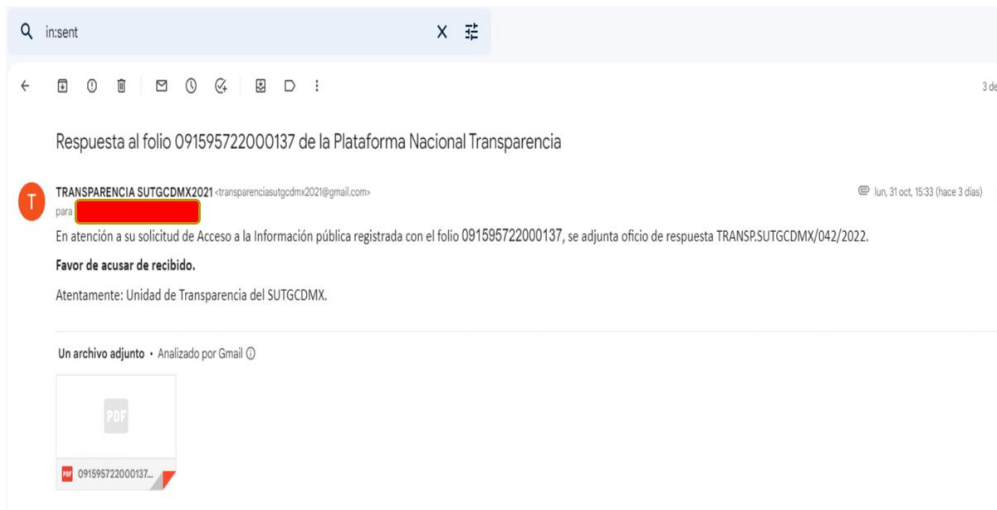 in:sent
3 de
Respuesta al folio 091595722000137 de la Plataforma Nacional Transparencia
T
TRANSPARENCIA SUTGCDMX2021 <transparenciasutgcdmx2021@gmail.com>
lun, 31 oct, 15:33 (hace 3 días)
para
En atención a su solicitud de Acceso a la Información pública registrada con el folio 091595722000137, se adjunta oficio de respuesta TRANSP.SUTGCDMX/042/2022.
Favor de acusar de recibido.
Atentamente: Unidad de Transparencia del SUTGCDMX.
Un archivo adjunto • Analizado por Gmail
PDF
PDF 091595722000137...